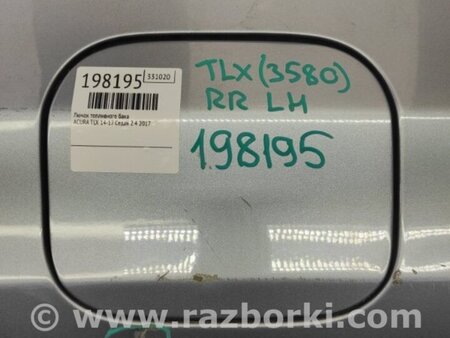 198195
331020
Лючок топливного бака
ACURA TLX 14-17 Седан 2.4 2017
TLX (3580)
RR LH
198195
© www.razborki.com